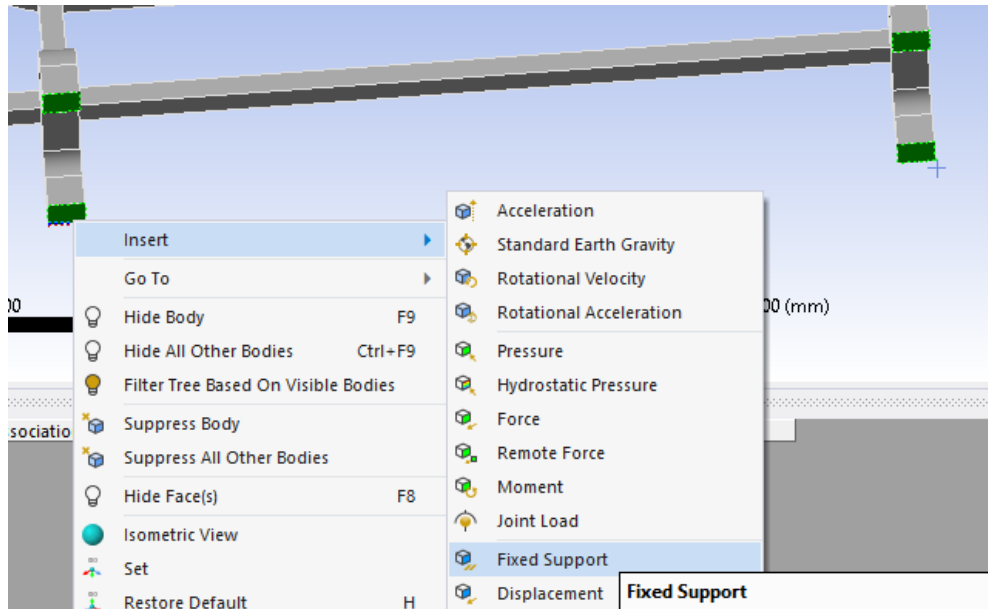 Acceleration
Insert
Standard Earth Gravity
Go To
Rotational Velocity
00
Hide Body F9
Rotational Acceleration
00 (mm)
Hide All Other Bodies Ctrl+F9
Pressure
Filter Tree Based On Visible Bodies
Hydrostatic Pressure
sociatio
Suppress Body
Force
Suppress All Other Bodies
Remote Force
Hide Face(s) F8
Moment
Isometric View
Joint Load
Set
Fixed Support
Restore Default H
Displacement
Fixed Support